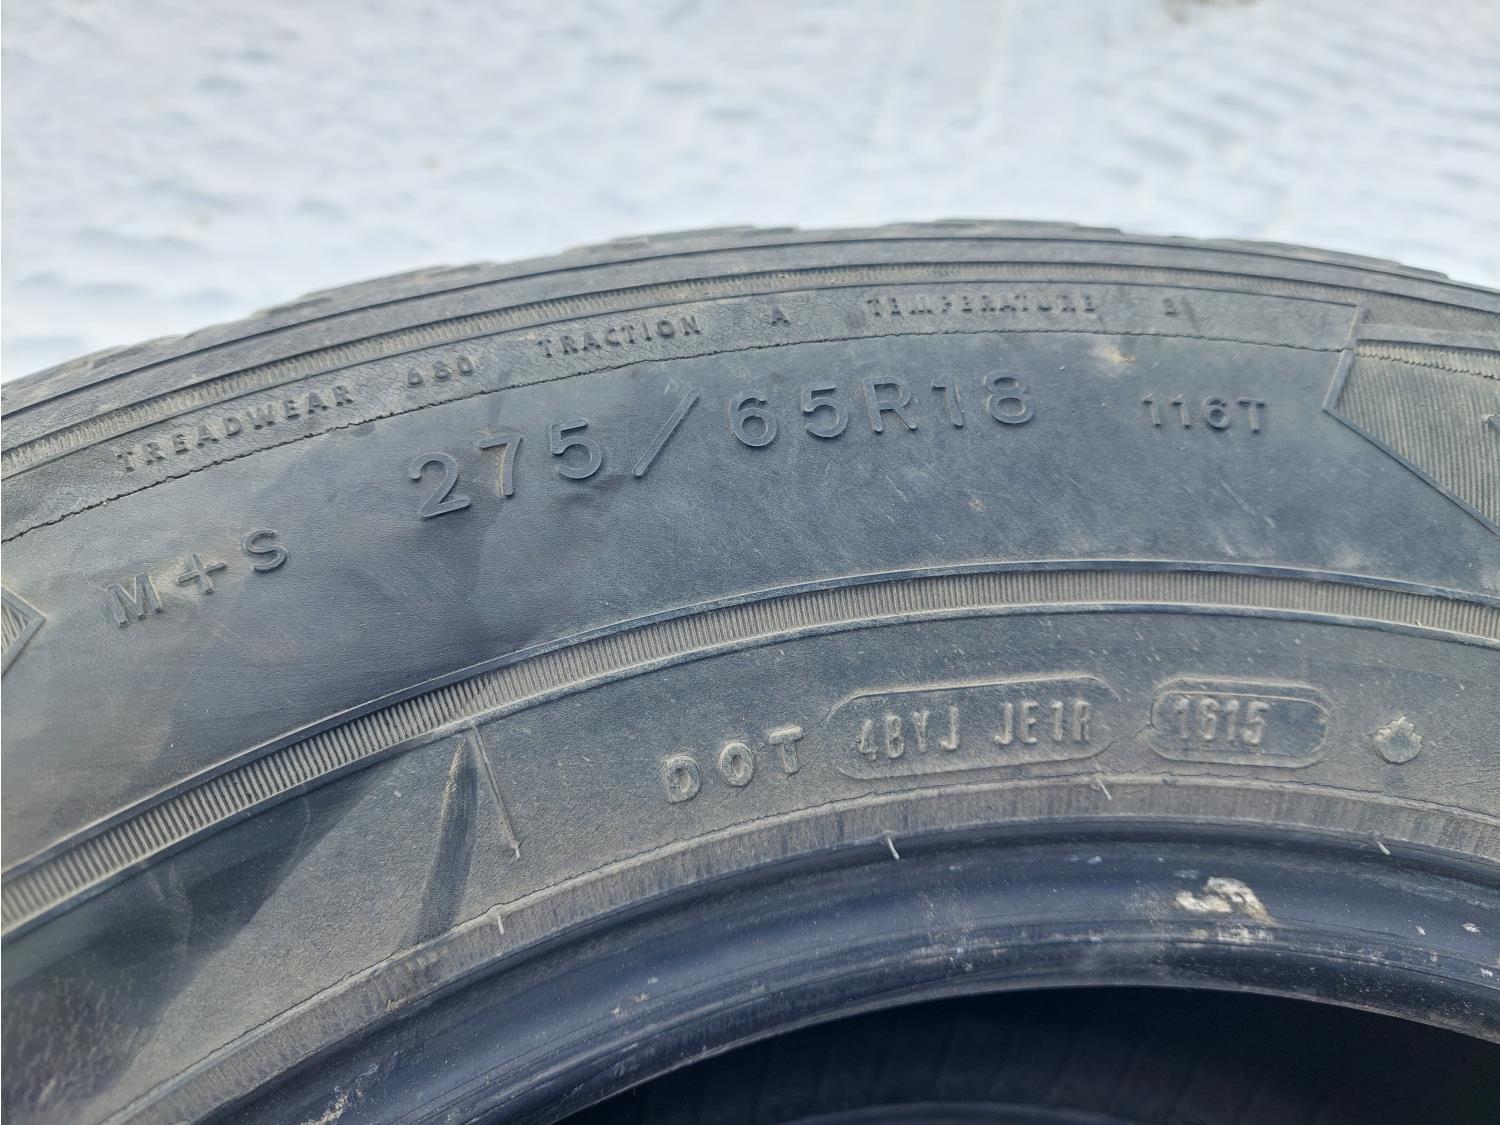 TREADWEAR 680 TRACTION A TEMPERATURE B
M+S 275/65R18 116T
DOT 4BYJ JE1R 1615